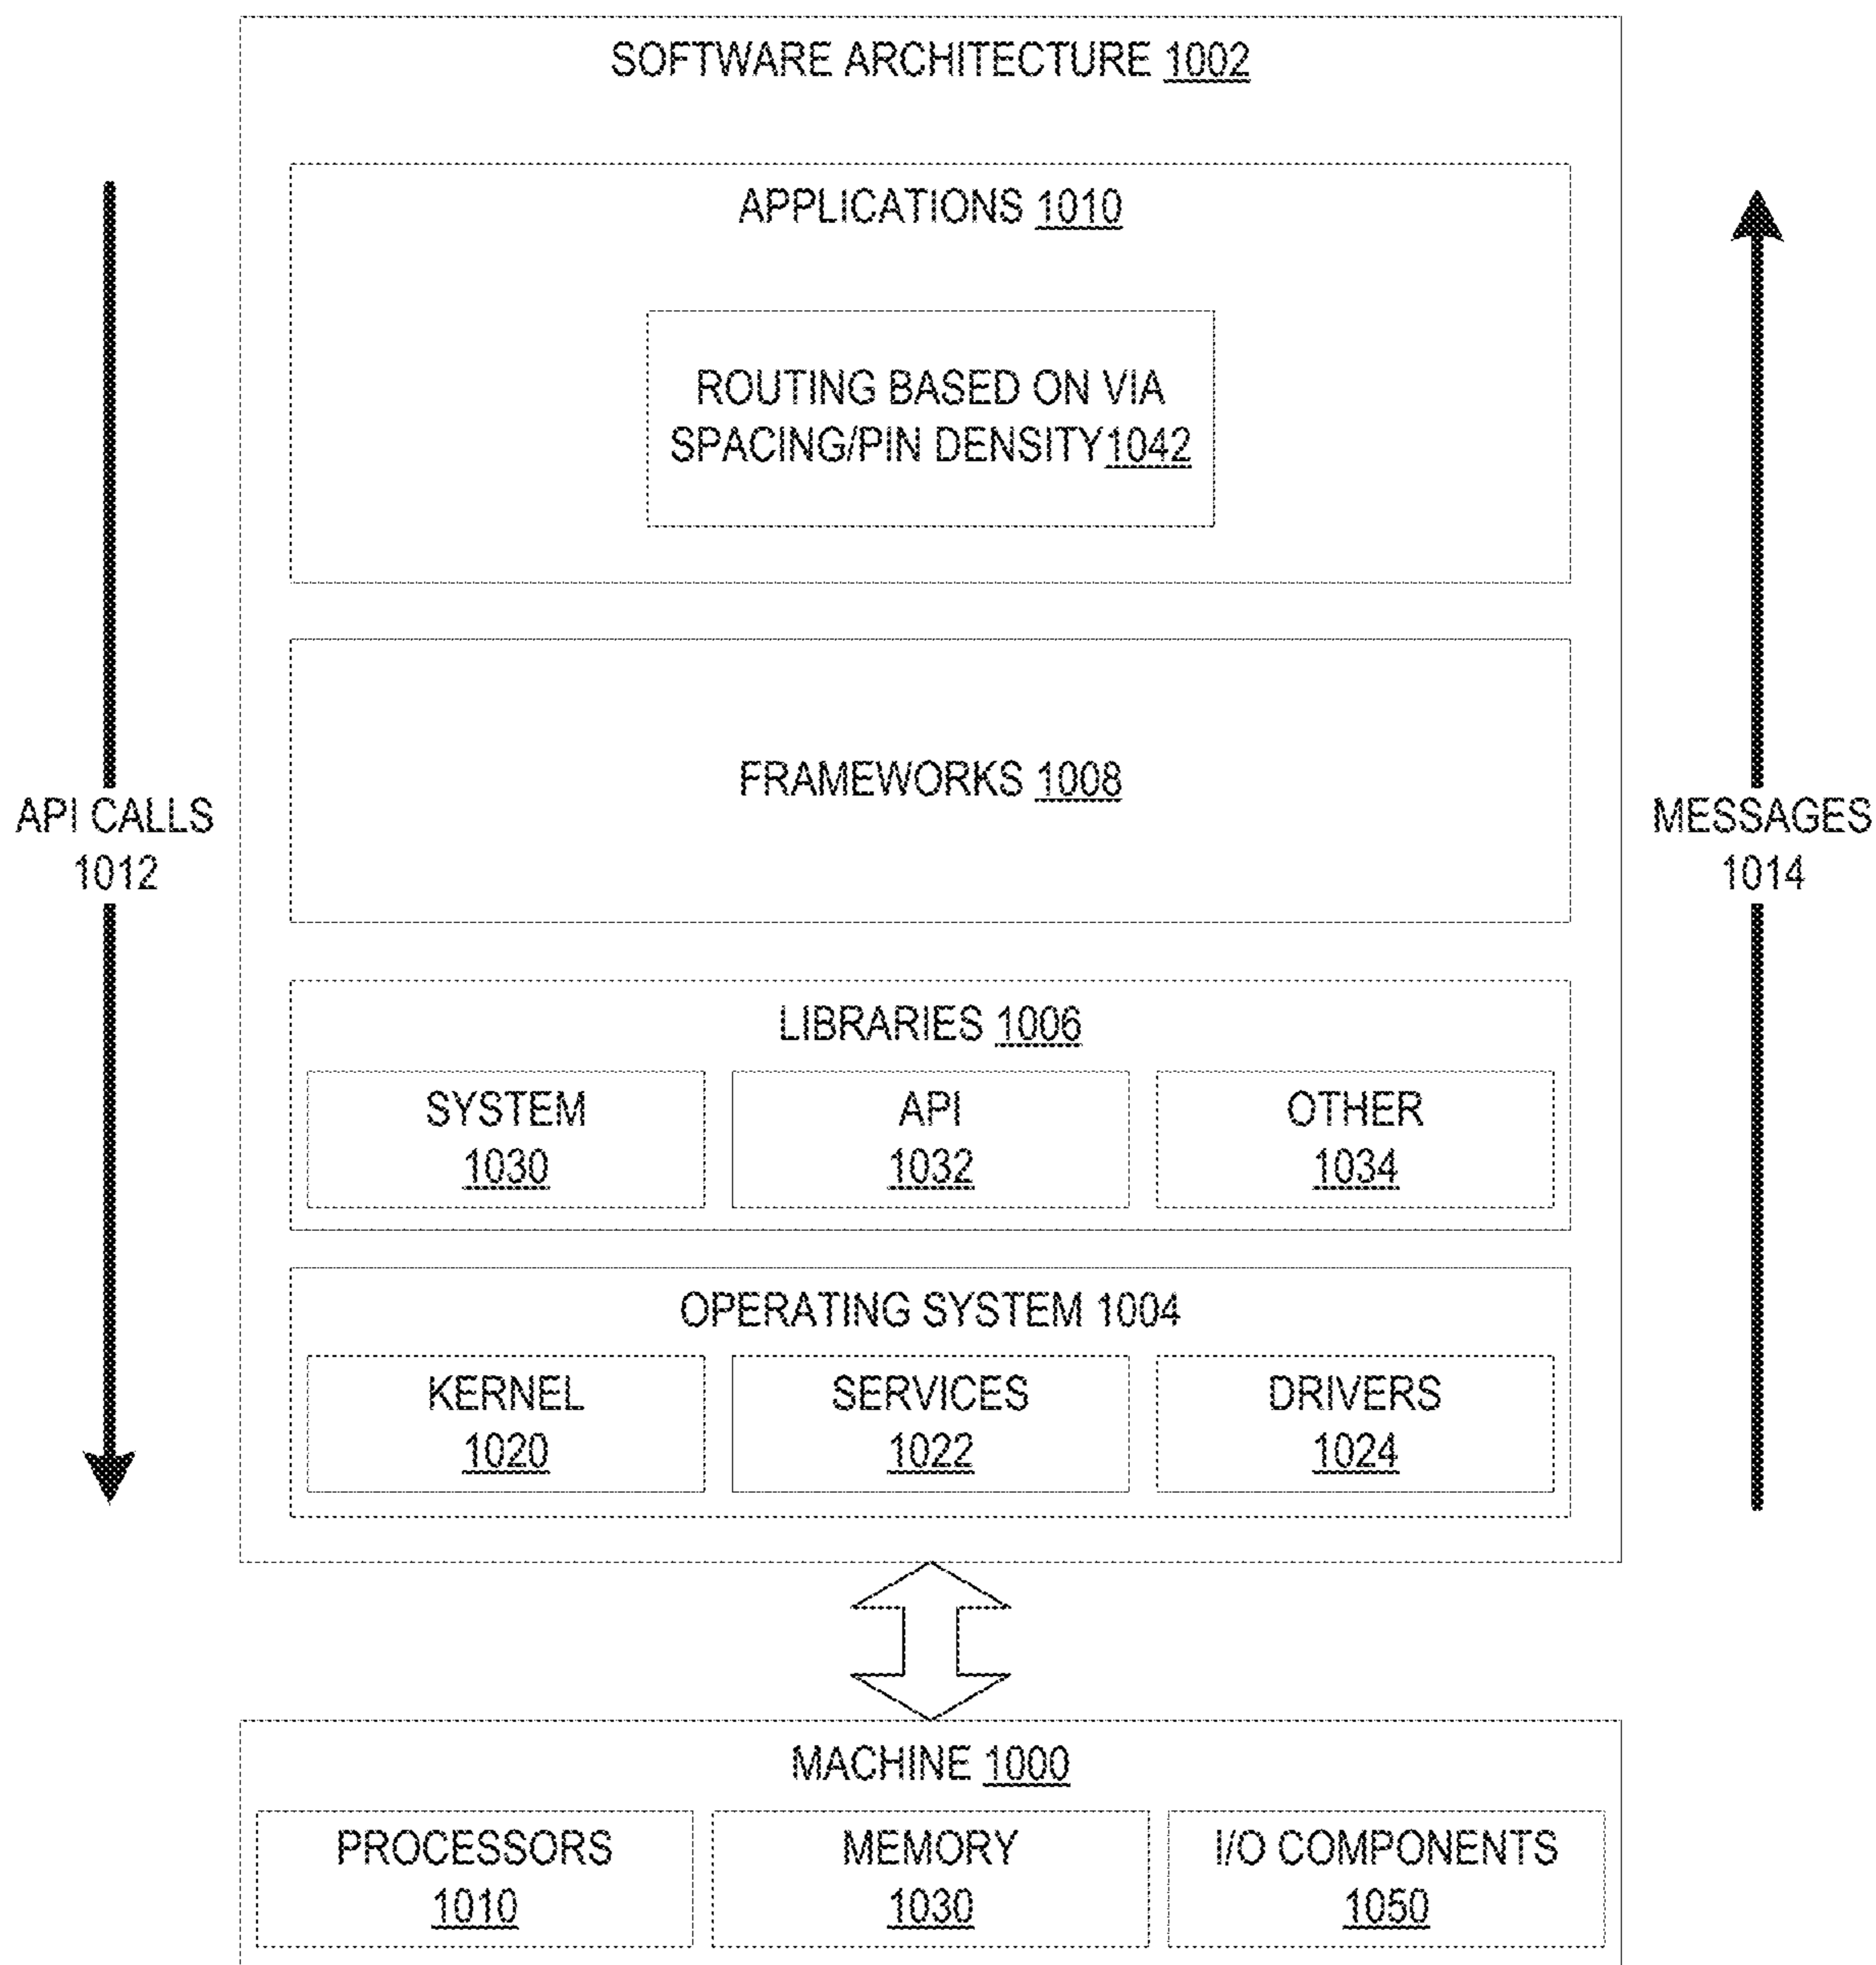 SOFTWARE ARCHITECTURE 1002
APPLICATIONS 1010
ROUTING BASED ON VIA
SPACING/PIN DENSITY1042
FRAMEWORKS 1008
API CALLS
1012
MESSAGES
1014
LIBRARIES 1006
SYSTEM
1030
API
1032
OTHER
1034
OPERATING SYSTEM 1004
KERNEL
1020
SERVICES
1022
DRIVERS
1024
MACHINE 1000
PROCESSORS
1010
MEMORY
1030
I/O COMPONENTS
1050